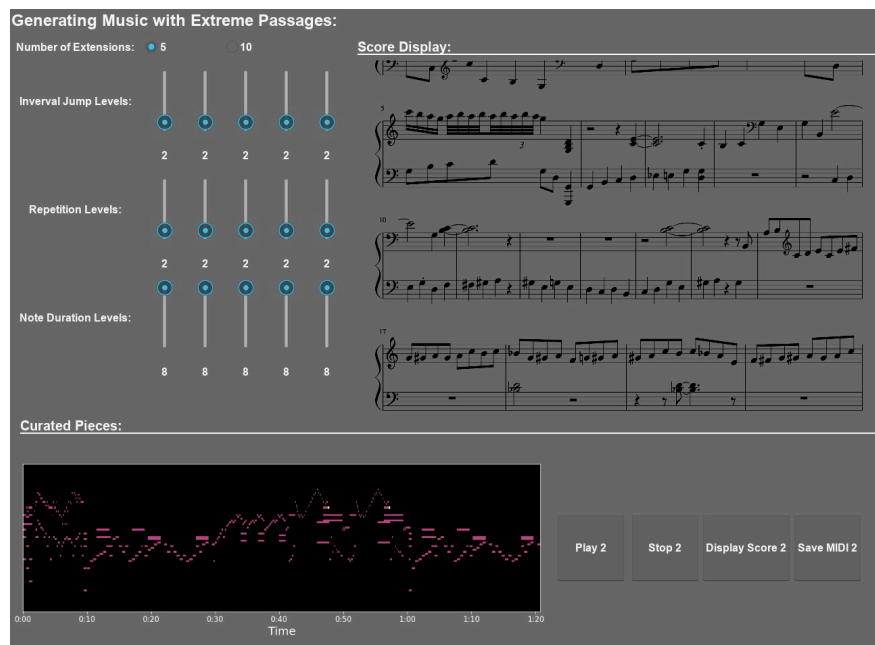 Generating Music with Extreme Passages:
Number of Extensions: 5 10
Score Display:
Inverval Jump Levels:
2 2 2 2 2
Repetition Levels:
2 2 2 2 2
Note Duration Levels:
8 8 8 8 8
5
3
10
17
Curated Pieces:
Play 2 Stop 2 Display Score 2 Save MIDI 2
0:00 0:10 0:20 0:30 0:40 0:50 1:00 1:10 1:20
Time